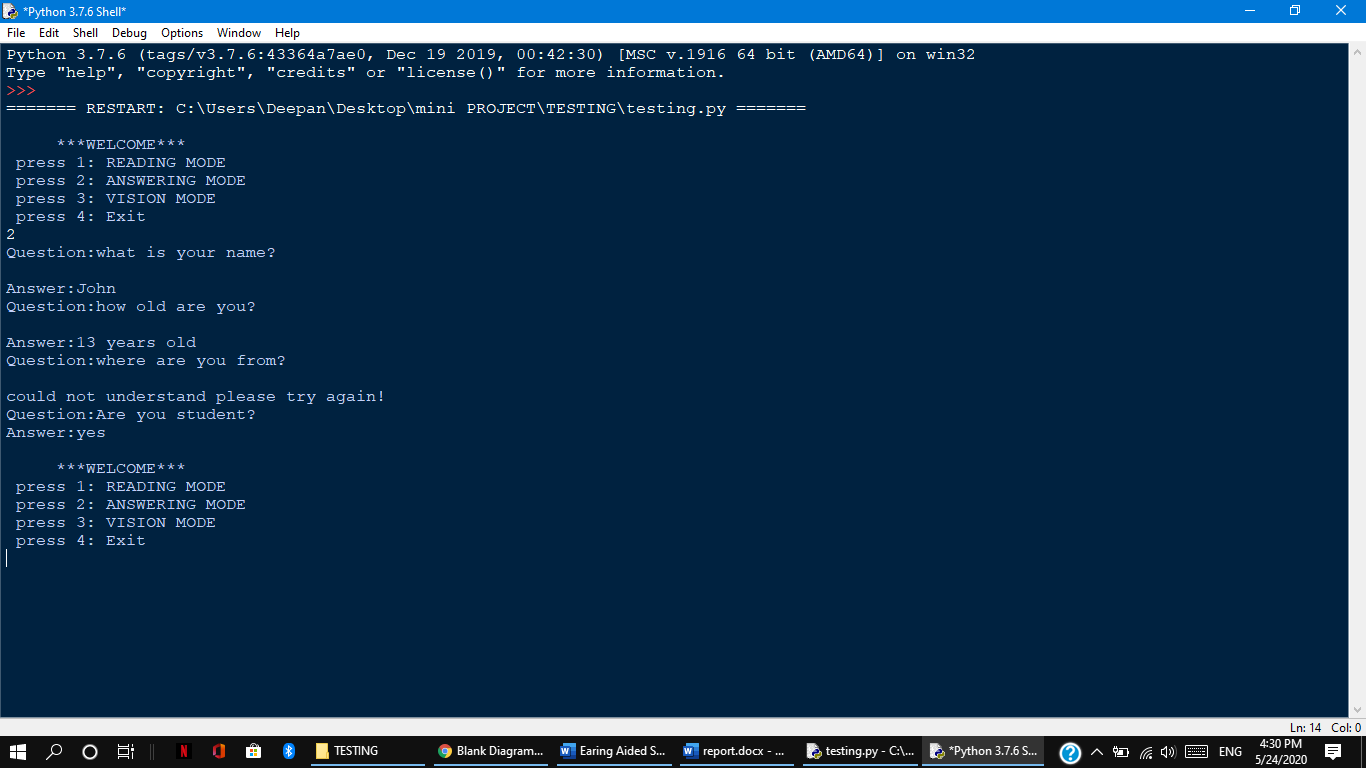 *Python 3.7.6 Shell*
File Edit Shell Debug Options Window Help
Python 3.7.6 (tags/v3.7.6:43364a7ae0, Dec 19 2019, 00:42:30) [MSC v.1916 64 bit (AMD64)] on win32
Type "help", "copyright", "credits" or "license()" for more information.
>>>
======= RESTART: C:\Users\Deepan\Desktop\mini PROJECT\TESTING\testing.py =======
***WELCOME***
press 1: READING MODE
press 2: ANSWERING MODE
press 3: VISION MODE
press 4: Exit
2
Question:what is your name?
Answer:John
Question:how old are you?
Answer:13 years old
Question:where are you from?
could not understand please try again!
Question:Are you student?
Answer:yes
***WELCOME***
press 1: READING MODE
press 2: ANSWERING MODE
press 3: VISION MODE
press 4: Exit
Ln: 14 Col: 0
TESTING Blank Diagram... Earing Aided S... report.docx - ... testing.py - C:\... *Python 3.7.6 S... ENG 4:30 PM
5/24/2020